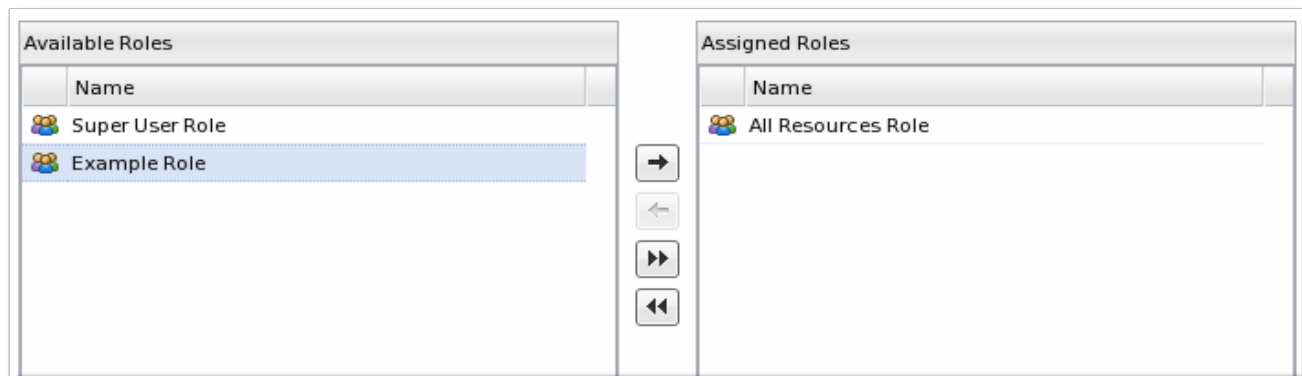 Available Roles
Name
Super User Role
Example Role
Assigned Roles
Name
All Resources Role